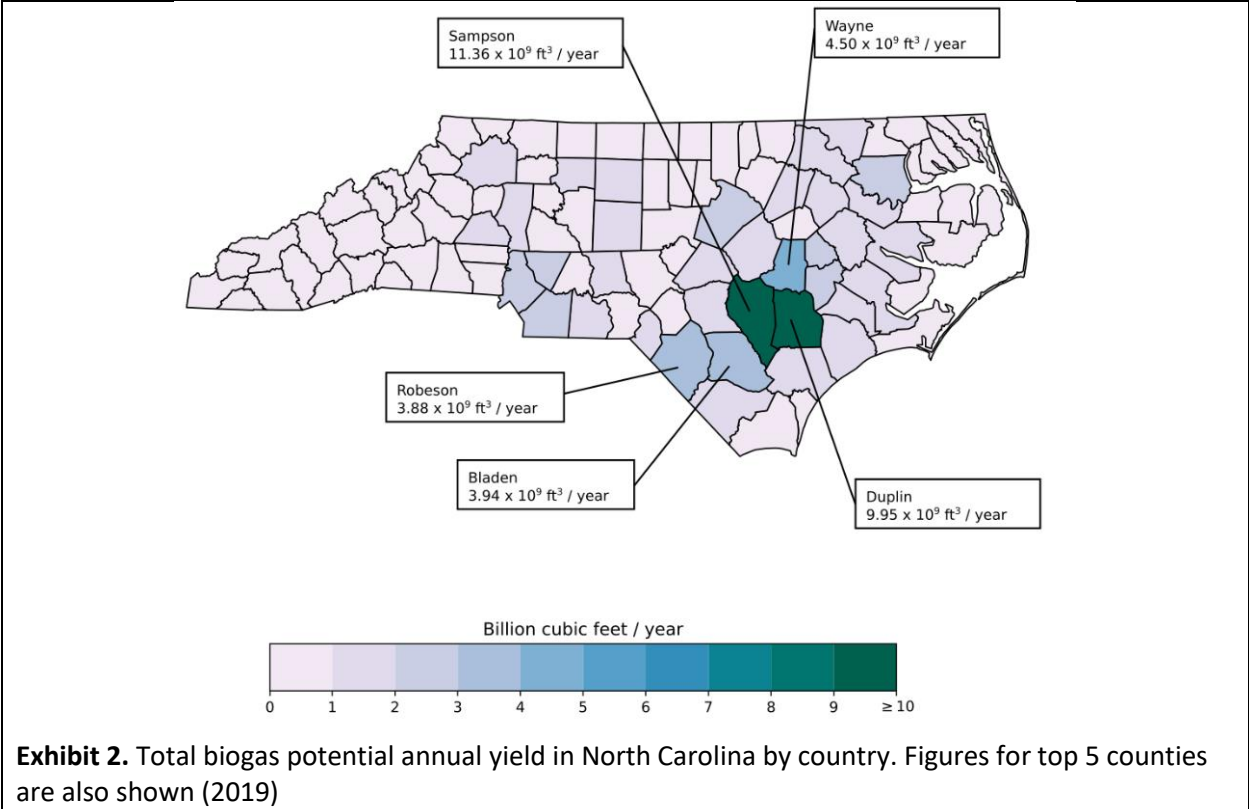 Sampson
11.36 x 10⁹ ft³ / year
Wayne
4.50 x 10⁹ ft³ / year
Robeson
3.88 x 10⁹ ft³ / year
Bladen
3.94 x 10⁹ ft³ / year
Duplin
9.95 x 10⁹ ft³ / year
Billion cubic feet / year
0 1 2 3 4 5 6 7 8 9 ≥10
Exhibit 2. Total biogas potential annual yield in North Carolina by country. Figures for top 5 counties
are also shown (2019)